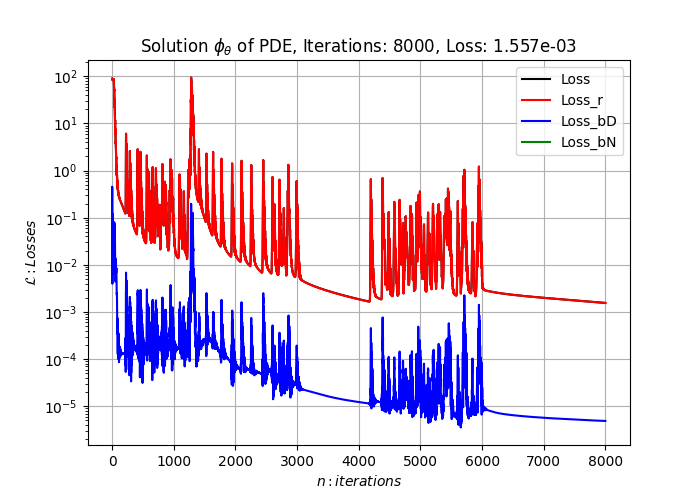 Solution ϕ_θ of PDE, Iterations: 8000, Loss: 1.557e-03
Loss
Loss_r
Loss_bD
Loss_bN
10²
10¹
10⁰
10⁻¹
10⁻²
10⁻³
10⁻⁴
10⁻⁵
ℒ : Losses
0 1000 2000 3000 4000 5000 6000 7000 8000
n : iterations